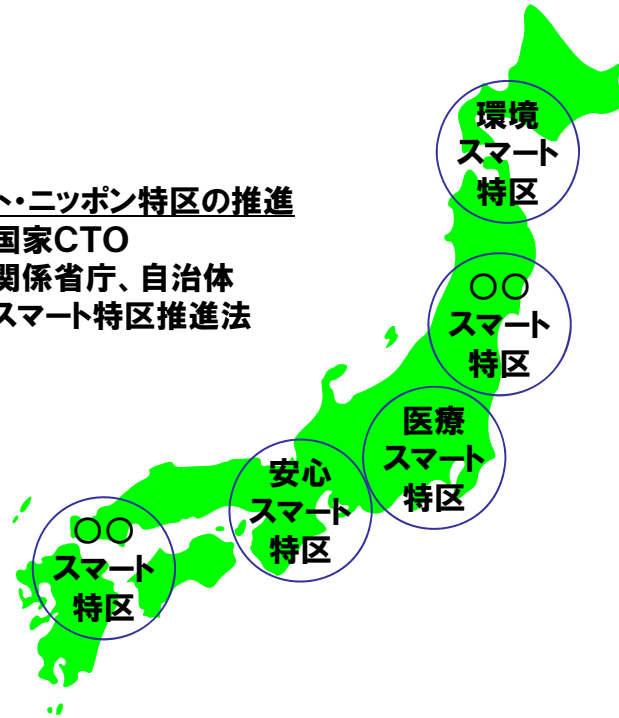 ト・ニッポン特区の推進
国家CTO
関係省庁、自治体
スマート特区推進法
環境
スマート
特区
○○
スマート
特区
医療
スマート
特区
安心
スマート
特区
○○
スマート
特区